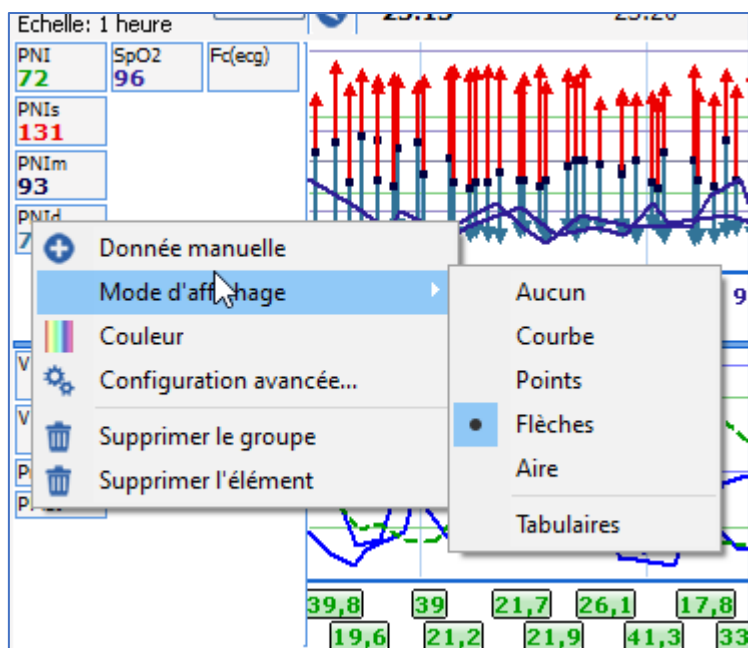 Echelle: 1 heure
PNI
72
SpO2
96
Fc(ecg)
PNIs
131
PNIm
93
PNId
7
Donnée manuelle
Mode d'affichage
Couleur
Configuration avancée...
Supprimer le groupe
Supprimer l'élément
Aucun
Courbe
Points
Flèches
Aire
Tabulaires
9
V
V
39,8 39 21,7 26,1 17,8
19,6 21,2 21,9 41,3 33